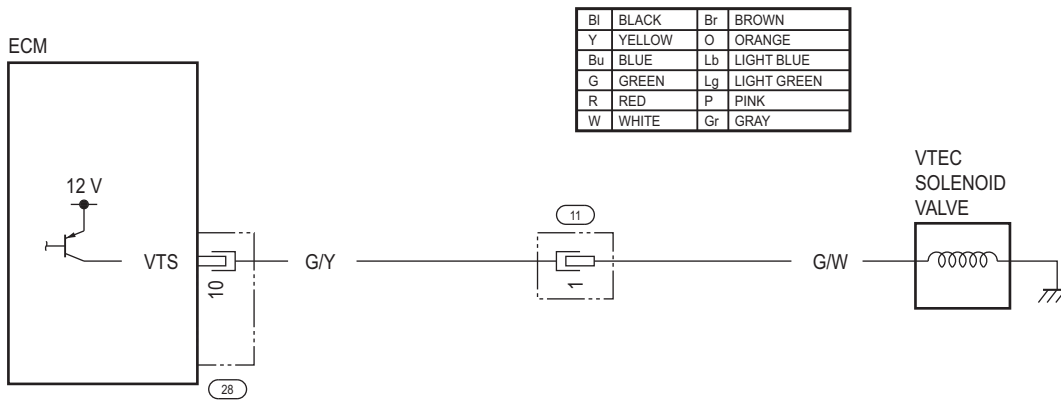 Bl BLACK Br BROWN
Y YELLOW O ORANGE
Bu BLUE Lb LIGHT BLUE
G GREEN Lg LIGHT GREEN
R RED P PINK
W WHITE Gr GRAY
ECM
12 V
VTS
10
28
G/Y
11
1
G/W
VTEC
SOLENOID
VALVE